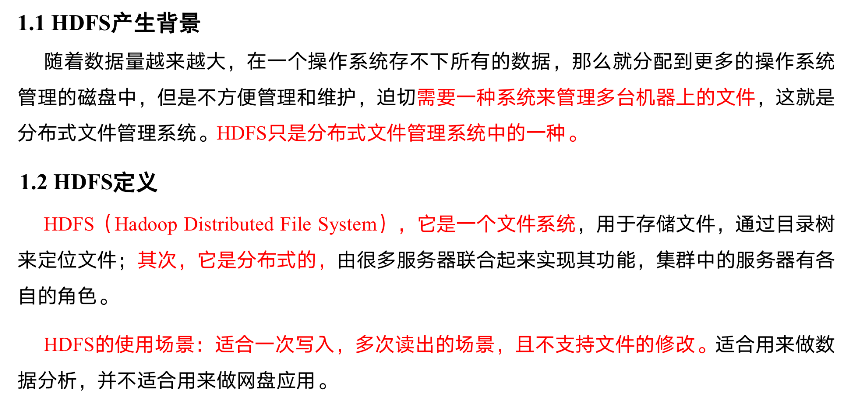 1.1 HDFS产生背景
随着数据量越来越大，在一个操作系统存不下所有的数据，那么就分配到更多的操作系统
管理的磁盘中，但是不方便管理和维护，迫切需要一种系统来管理多台机器上的文件，这就是
分布式文件管理系统。HDFS只是分布式文件管理系统中的一种。
1.2 HDFS定义
HDFS（Hadoop Distributed File System），它是一个文件系统，用于存储文件，通过目录树
来定位文件；其次，它是分布式的，由很多服务器联合起来实现其功能，集群中的服务器有各
自的角色。
HDFS的使用场景：适合一次写入，多次读出的场景，且不支持文件的修改。适合用来做数
据分析，并不适合用来做网盘应用。